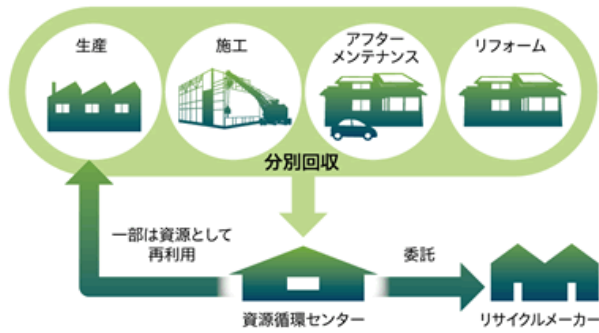 生産
施工
アフター
メンテナンス
リフォーム
分別回収
一部は資源として
再利用
委託
資源循環センター
リサイクルメーカー